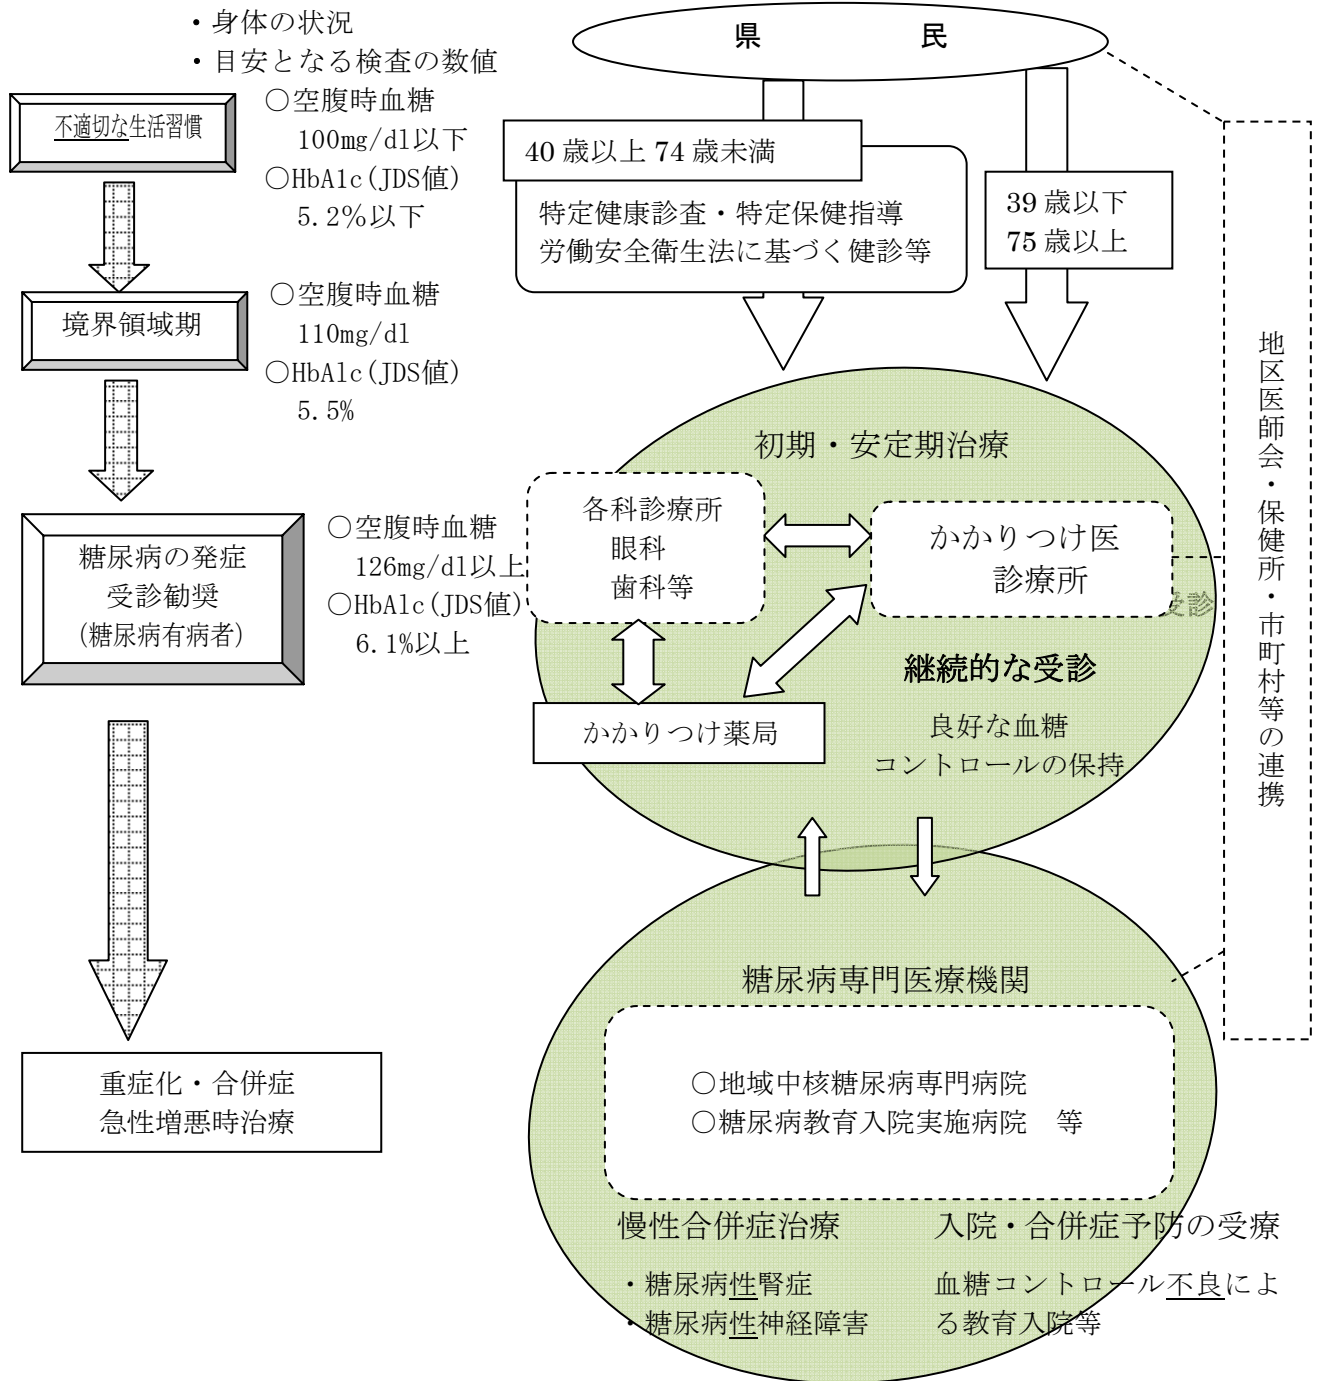 ・身体の状況
・目安となる検査の数値
不適切な生活習慣
○空腹時血糖
100mg/dl以下
○HbA1c(JDS値)
5.2%以下
境界領域期
○空腹時血糖
110mg/dl
○HbA1c(JDS値)
5.5%
糖尿病の発症
受診勧奨
(糖尿病有病者)
○空腹時血糖
126mg/dl以上
○HbA1c(JDS値)
6.1%以上
重症化・合併症
急性増悪時治療
県　民
40歳以上74歳未満
特定健康診査・特定保健指導
労働安全衛生法に基づく健診等
39歳以下
75歳以上
初期・安定期治療
各科診療所
眼科
歯科等
かかりつけ医
診療所
受診
継続的な受診
かかりつけ薬局
良好な血糖
コントロールの保持
糖尿病専門医療機関
○地域中核糖尿病専門病院
○糖尿病教育入院実施病院　等
慢性合併症治療
・糖尿病性腎症
・糖尿病性神経障害
入院・合併症予防の受療
血糖コントロール不良によ
る教育入院等
地区医師会・保健所・市町村等の連携